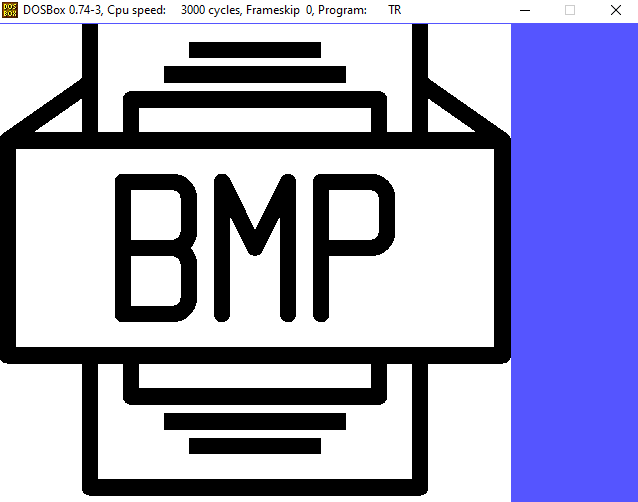 DOSBox 0.74-3, Cpu speed: 3000 cycles, Frameskip 0, Program: TR
BMP